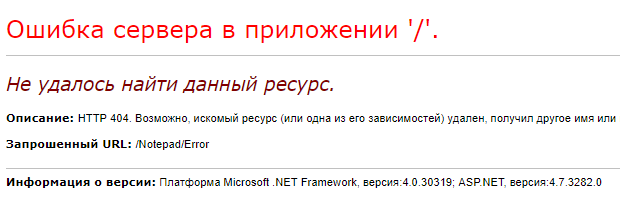 Ошибка сервера в приложении '/'.
Не удалось найти данный ресурс.
Описание: HTTP 404. Возможно, искомый ресурс (или одна из его зависимостей) удален, получил другое имя или
Запрошенный URL: /Notepad/Error
Информация о версии: Платформа Microsoft .NET Framework, версия:4.0.30319; ASP.NET, версия:4.7.3282.0